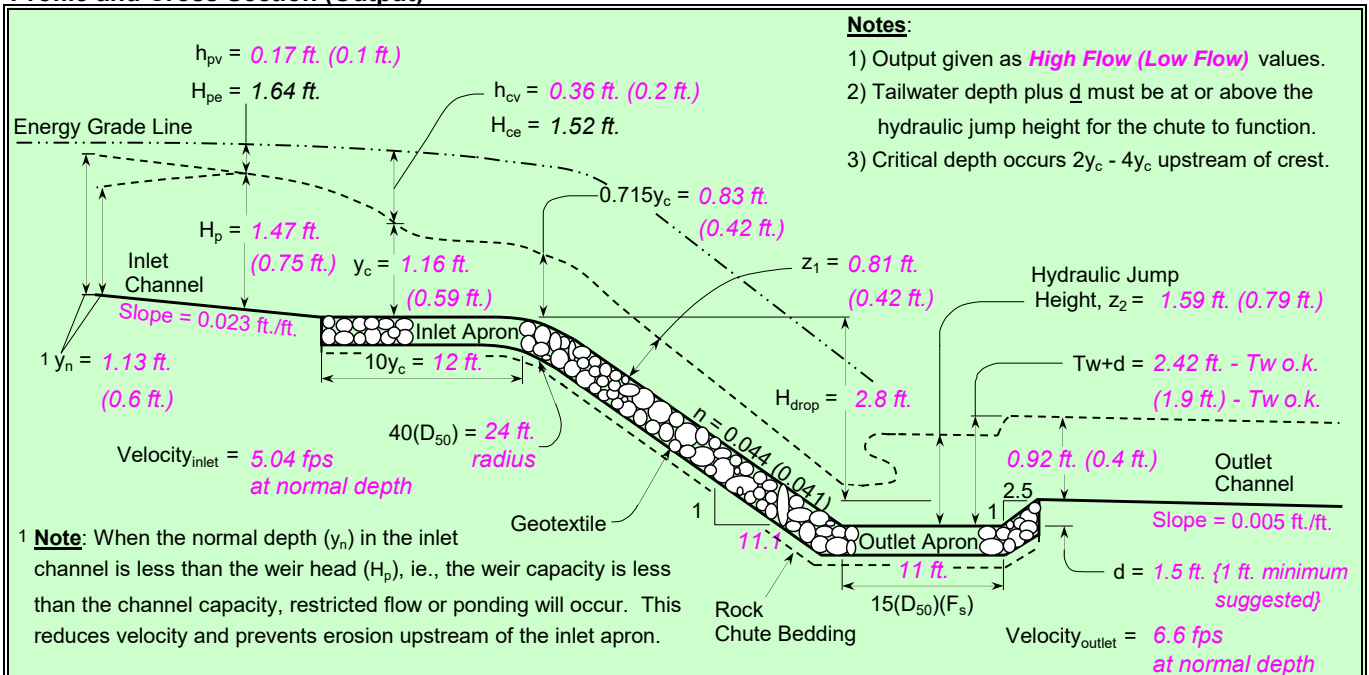 Profile and Cross Section (Output)
Notes:
1) Output given as High Flow (Low Flow) values.
2) Tailwater depth plus d must be at or above the
hydraulic jump height for the chute to function.
3) Critical depth occurs 2yc - 4yc upstream of crest.
hpv = 0.17 ft. (0.1 ft.)
Hpe = 1.64 ft.
hcv = 0.36 ft. (0.2 ft.)
Hce = 1.52 ft.
Energy Grade Line
0.715yc = 0.83 ft.
(0.42 ft.)
Hp = 1.47 ft.
(0.75 ft.)
yc = 1.16 ft.
(0.59 ft.)
z1 = 0.81 ft.
(0.42 ft.)
Hydraulic Jump
Height, z2 = 1.59 ft. (0.79 ft.)
Inlet
Channel
Slope = 0.023 ft./ft.
Inlet Apron
1 yn = 1.13 ft.
(0.6 ft.)
10yc = 12 ft.
Tw+d = 2.42 ft. - Tw o.k.
(1.9 ft.) - Tw o.k.
Hdrop = 2.8 ft.
n = 0.044 (0.041)
40(D50) = 24 ft.
radius
Velocityinlet = 5.04 fps
at normal depth
0.92 ft. (0.4 ft.)
Outlet
Channel
Slope = 0.005 ft./ft.
1
2.5
Geotextile
1
11.1
Outlet Apron
11 ft.
15(D50)(Fs)
d = 1.5 ft. {1 ft. minimum
suggested}
Rock
Chute Bedding
Velocityoutlet = 6.6 fps
at normal depth
1 Note: When the normal depth (yn) in the inlet
channel is less than the weir head (Hp), ie., the weir capacity is less
than the channel capacity, restricted flow or ponding will occur. This
reduces velocity and prevents erosion upstream of the inlet apron.